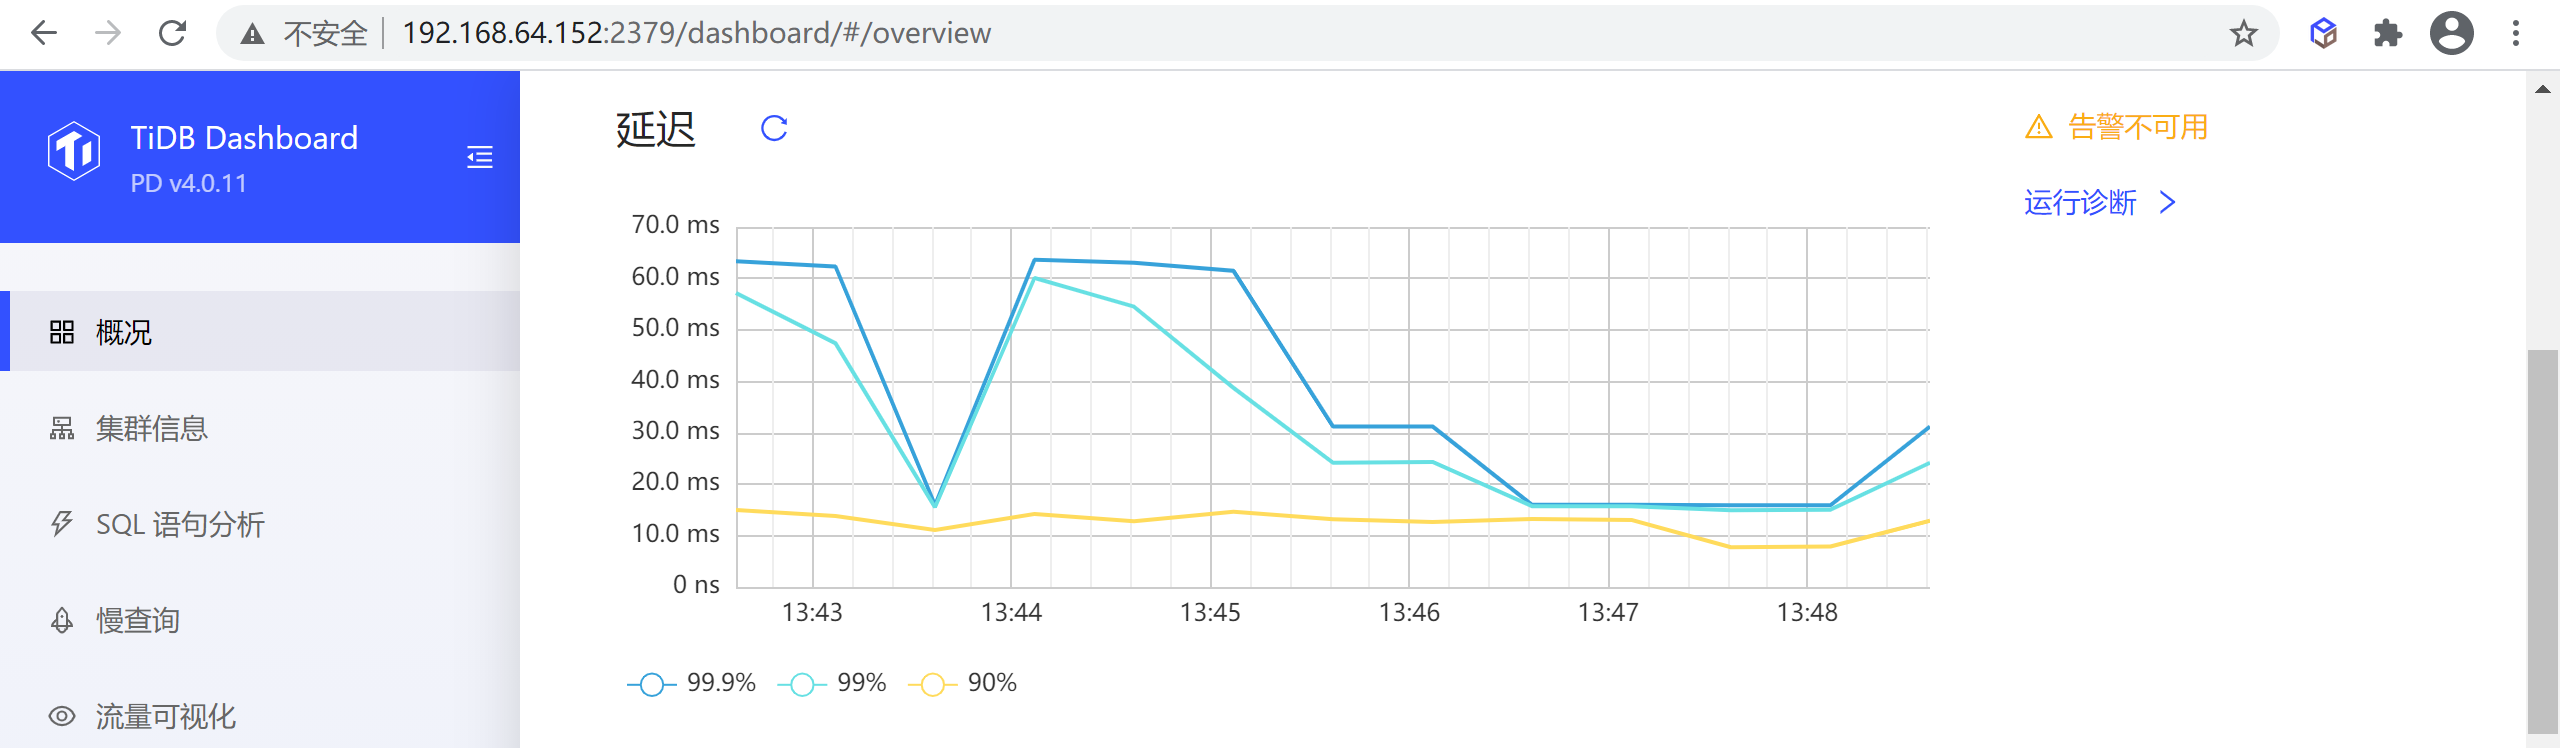 不安全 192.168.64.152:2379/dashboard/#/overview
TiDB Dashboard
PD v4.0.11
概况
集群信息
SQL 语句分析
慢查询
流量可视化
延迟
70.0 ms
60.0 ms
50.0 ms
40.0 ms
30.0 ms
20.0 ms
10.0 ms
0 ns
13:43 13:44 13:45 13:46 13:47 13:48
99.9% 99% 90%
告警不可用
运行诊断